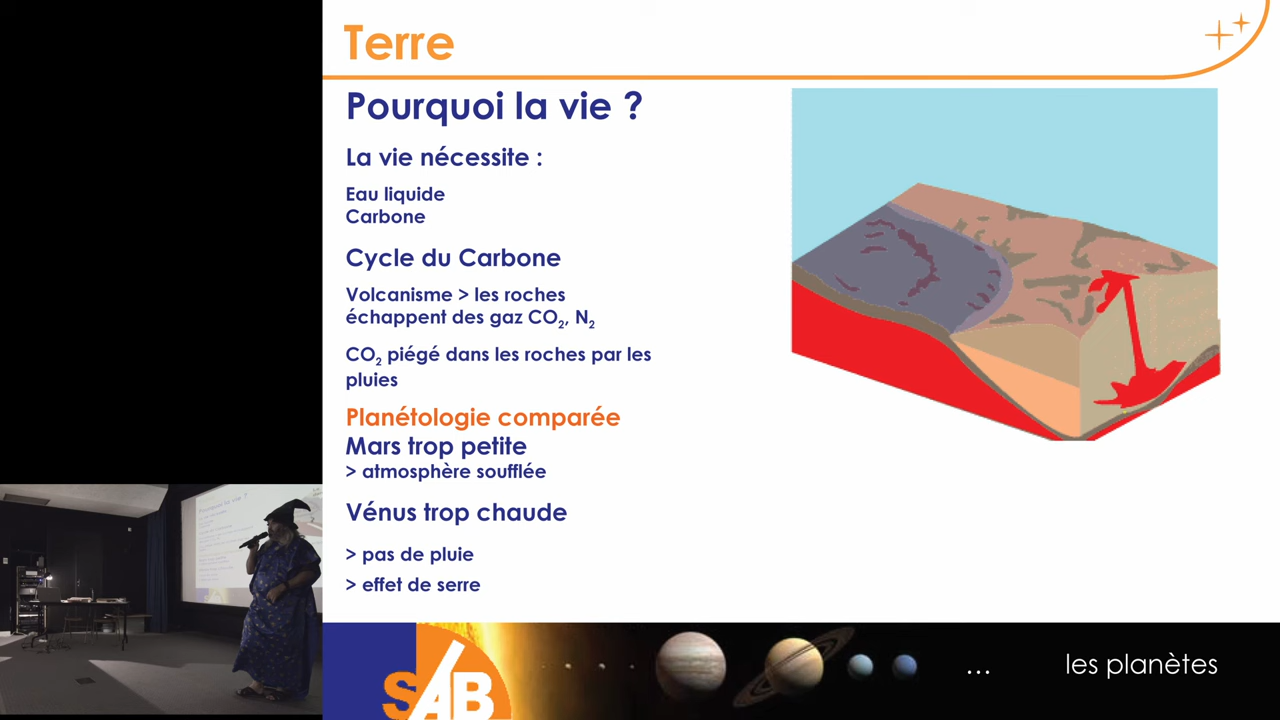 Terre
Pourquoi la vie ?
La vie nécessite :
Eau liquide
Carbone
Cycle du Carbone
Volcanisme > les roches
échappent des gaz CO₂, N₂
CO₂ piégé dans les roches par les
pluies
Planétologie comparée
Mars trop petite
> atmosphère soufflée
Vénus trop chaude
> pas de pluie
> effet de serre
SAB
... les planètes